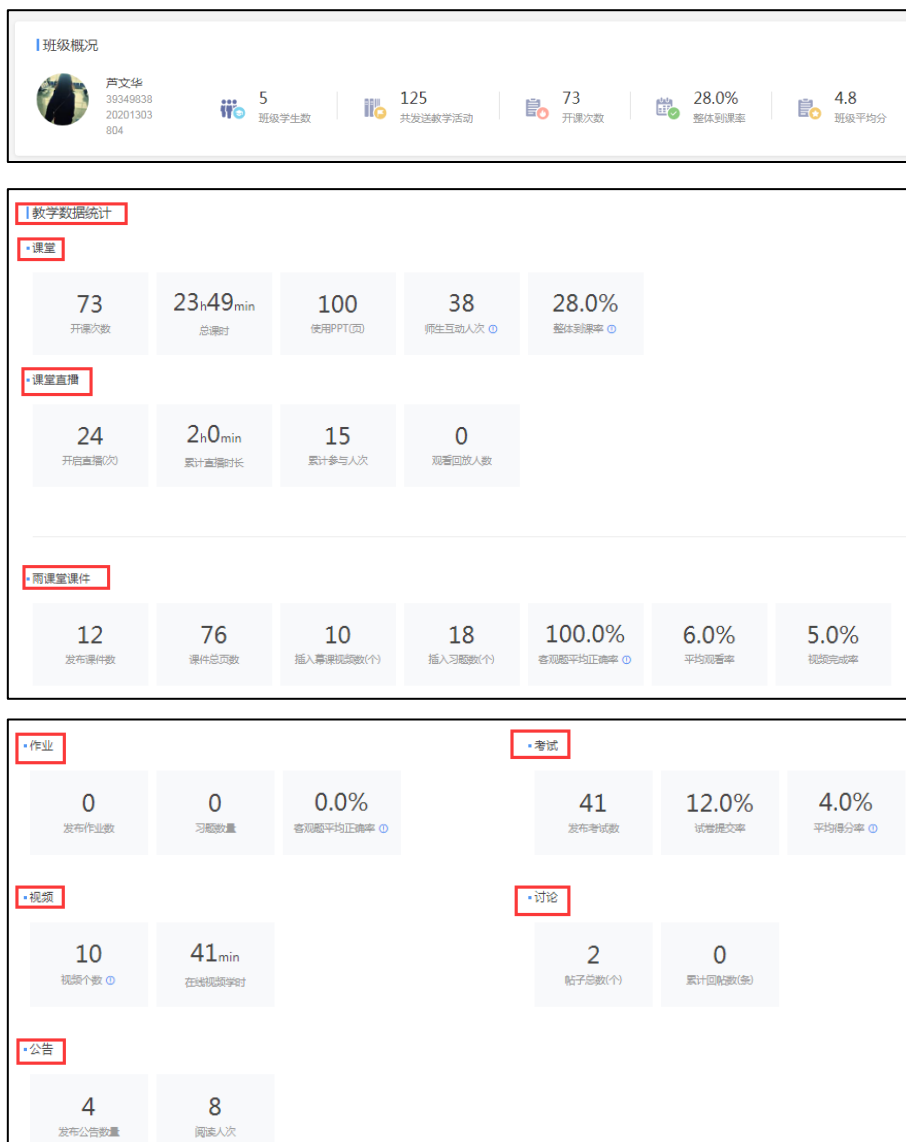 班级概况
芦文华
39349838
20201303
804
5
班级学生数
125
共发送教学活动
73
开课次数
28.0%
整体到课率
4.8
班级平均分
教学数据统计
课堂
73
开课次数
23h49min
总课时
100
使用PPT(页)
38
师生互动人次
28.0%
整体到课率
课堂直播
24
开启直播(次)
2h0min
累计直播时长
15
累计参与人次
0
观看回放人数
雨课堂课件
12
发布课件数
76
课件总页数
10
插入慕课视频数(个)
18
插入习题数(个)
100.0%
客观题平均正确率
6.0%
平均观看率
5.0%
视频完成率
作业
0
发布作业数
0
习题数量
0.0%
客观题平均正确率
考试
41
发布考试数
12.0%
试卷提交率
4.0%
平均得分率
视频
10
视频个数
41min
在线视频学时
讨论
2
帖子总数(个)
0
累计回帖数(条)
公告
4
发布公告数量
8
阅读人次